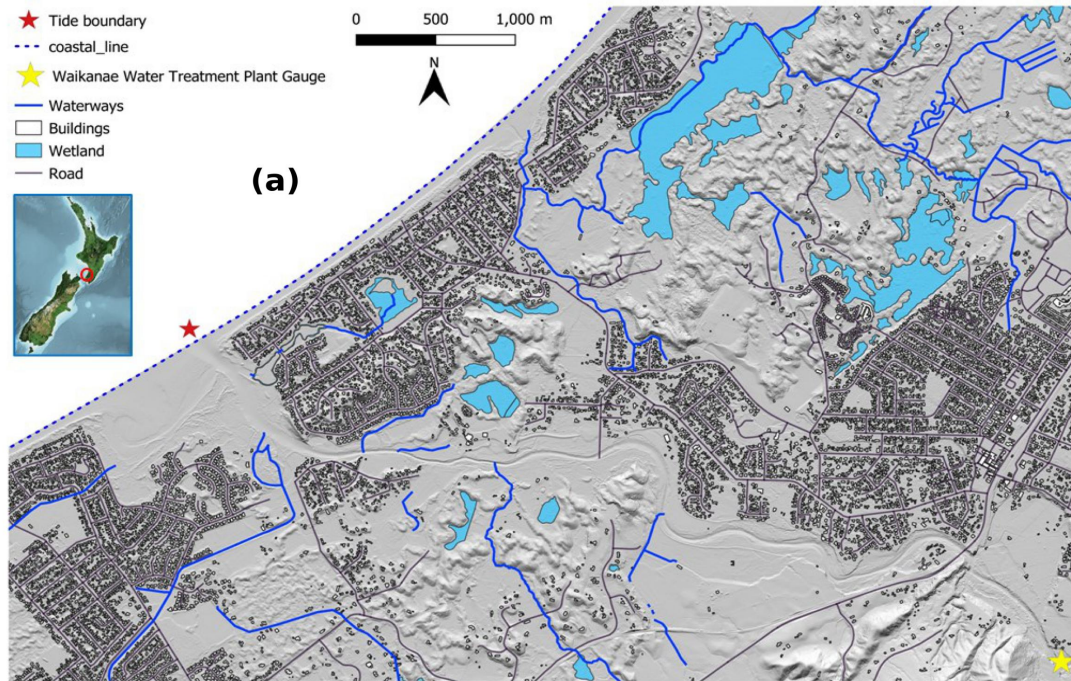 Tide boundary
coastal_line
Waikanae Water Treatment Plant Gauge
Waterways
Buildings
Wetland
Road
0 500 1,000 m
N
(a)